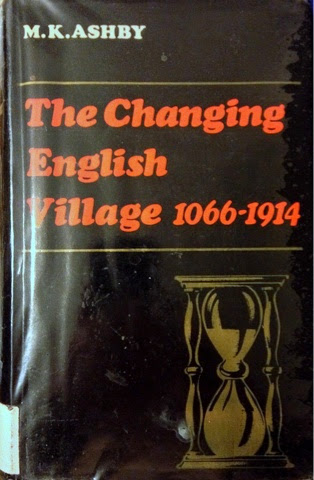 M.K.ASHBY
The Changing
English
Village 1066-1914